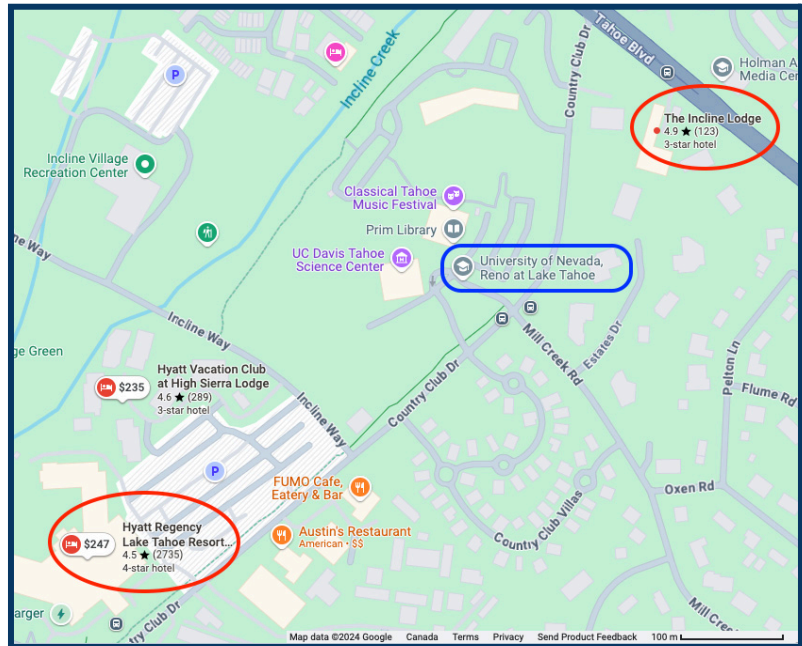 Tahoe Blvd
Holman A
Media Cen
Country Club Dr
Incline Creek
P
The Incline Lodge
4.9 ★ (123)
3-star hotel
Incline Village
Recreation Center
Classical Tahoe
Music Festival
Prim Library
UC Davis Tahoe
Science Center
University of Nevada,
Reno at Lake Tahoe
ne Way
Incline Way
Mill Creek Rd
Estates Dr
Pelton Ln
Flume Rd
ge Green
$235
Hyatt Vacation Club
at High Sierra Lodge
4.6 ★ (289)
3-star hotel
Incline Way
Country Club Dr
P
FUMO Cafe,
Eatery & Bar
Oxen Rd
Country Club Villas
$247
Hyatt Regency
Lake Tahoe Resort...
4.5 ★ (2735)
4-star hotel
Austin's Restaurant
American · $$
arger
try Club Dr
Mill Cree
Map data ©2024 Google Canada Terms Privacy Send Product Feedback 100 m